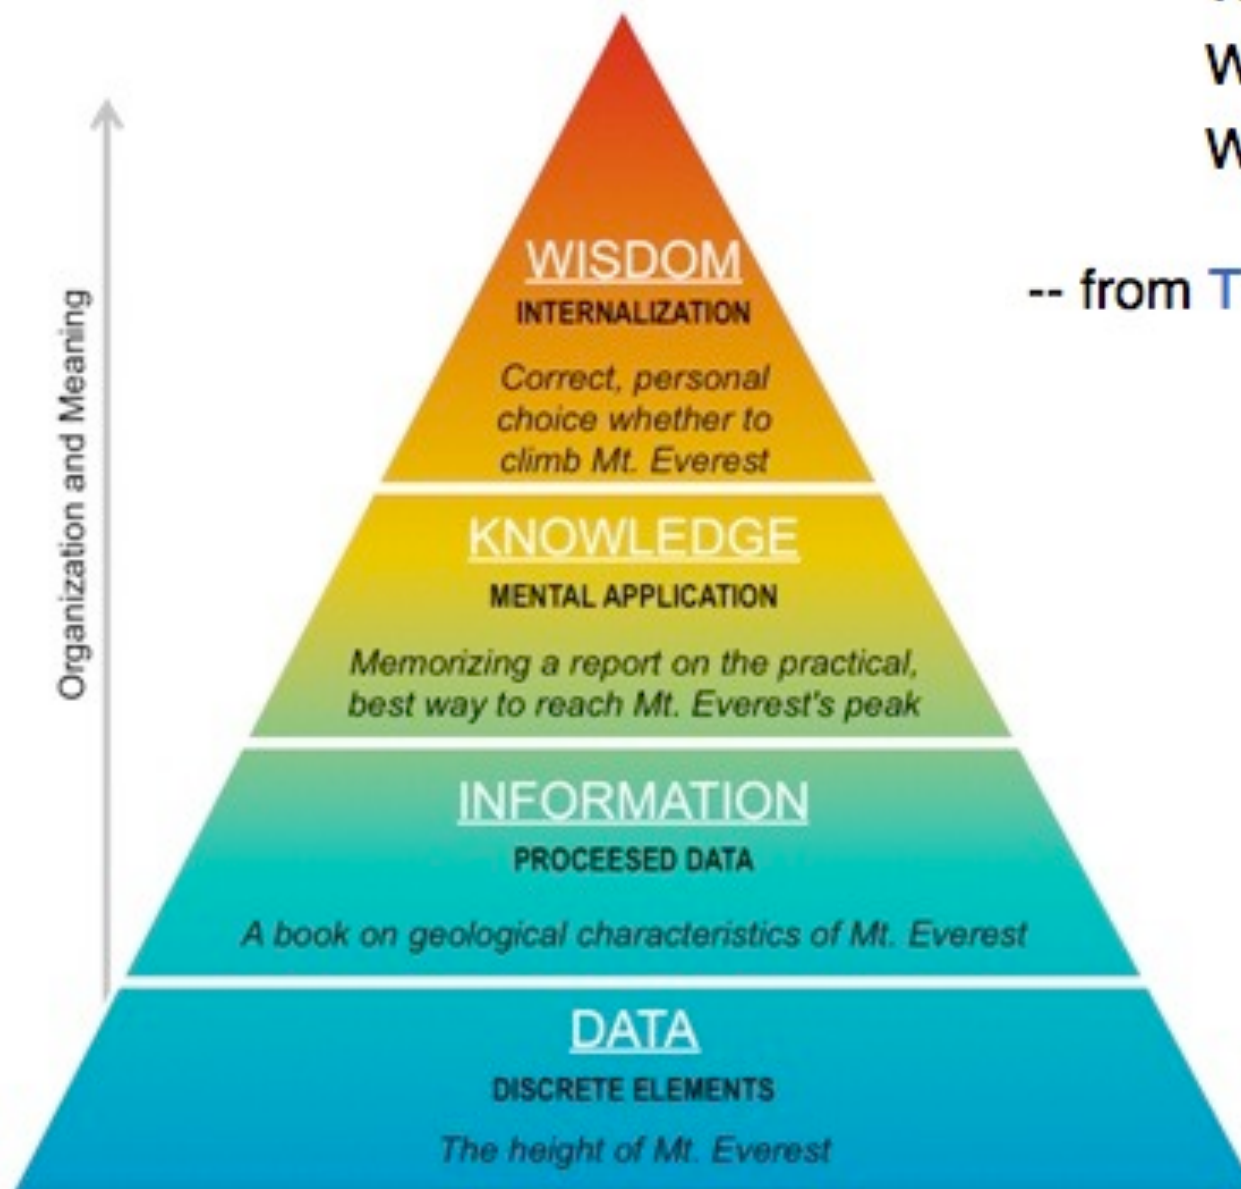 Organization and Meaning
WISDOM
INTERNALIZATION
Correct, personal
choice whether to
climb Mt. Everest
KNOWLEDGE
MENTAL APPLICATION
Memorizing a report on the practical,
best way to reach Mt. Everest's peak
INFORMATION
PROCEESED DATA
A book on geological characteristics of Mt. Everest
DATA
DISCRETE ELEMENTS
The height of Mt. Everest
W
W
-- from T